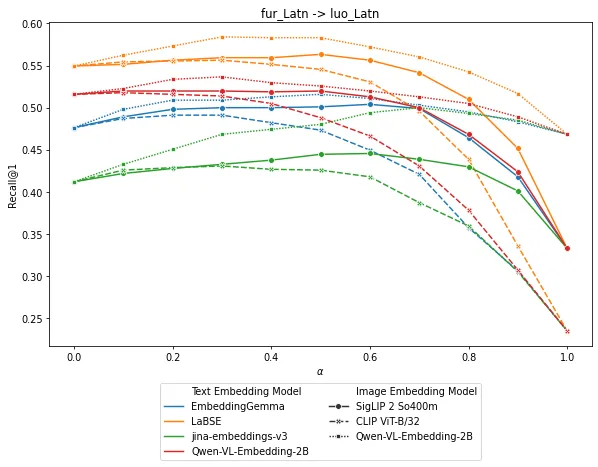 fur_Latn -> luo_Latn
Recall@1
0.60
0.55
0.50
0.45
0.40
0.35
0.30
0.25
0.0 0.2 0.4 0.6 0.8 1.0
α
Text Embedding Model Image Embedding Model
EmbeddingGemma SigLIP 2 So400m
LaBSE CLIP ViT-B/32
jina-embeddings-v3 Qwen-VL-Embedding-2B
Qwen-VL-Embedding-2B